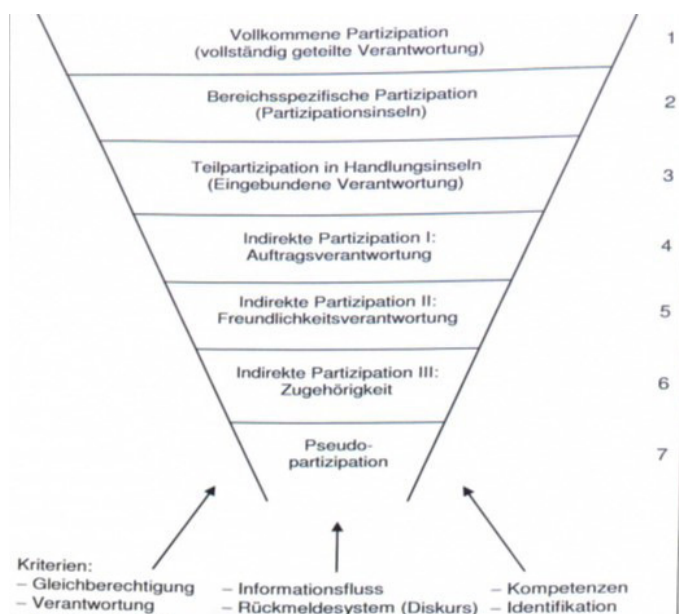 Vollkommene Partizipation
(vollständig geteilte Verantwortung)
1
Bereichsspezifische Partizipation
(Partizipationsinseln)
2
Teilpartizipation in Handlungsinseln
(Eingebundene Verantwortung)
3
Indirekte Partizipation I:
Auftragsverantwortung
4
Indirekte Partizipation II:
Freundlichkeitsverantwortung
5
Indirekte Partizipation III:
Zugehörigkeit
6
Pseudo-
partizipation
7
Kriterien:
– Gleichberechtigung
– Verantwortung
– Informationsfluss
– Rückmeldesystem (Diskurs)
– Kompetenzen
– Identifikation